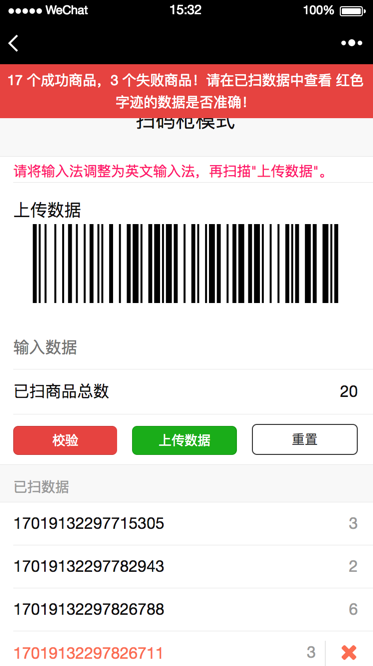 ●●●●● WeChat 15:32 100%
17 个成功商品，3 个失败商品！请在已扫数据中查看 红色
字迹的数据是否准确！
扫码枪模式
请将输入法调整为英文输入法，再扫描"上传数据"。
上传数据
输入数据
已扫商品总数 20
校验 上传数据 重置
已扫数据
17019132297715305 3
17019132297782943 2
17019132297826788 6
17019132297826711 3